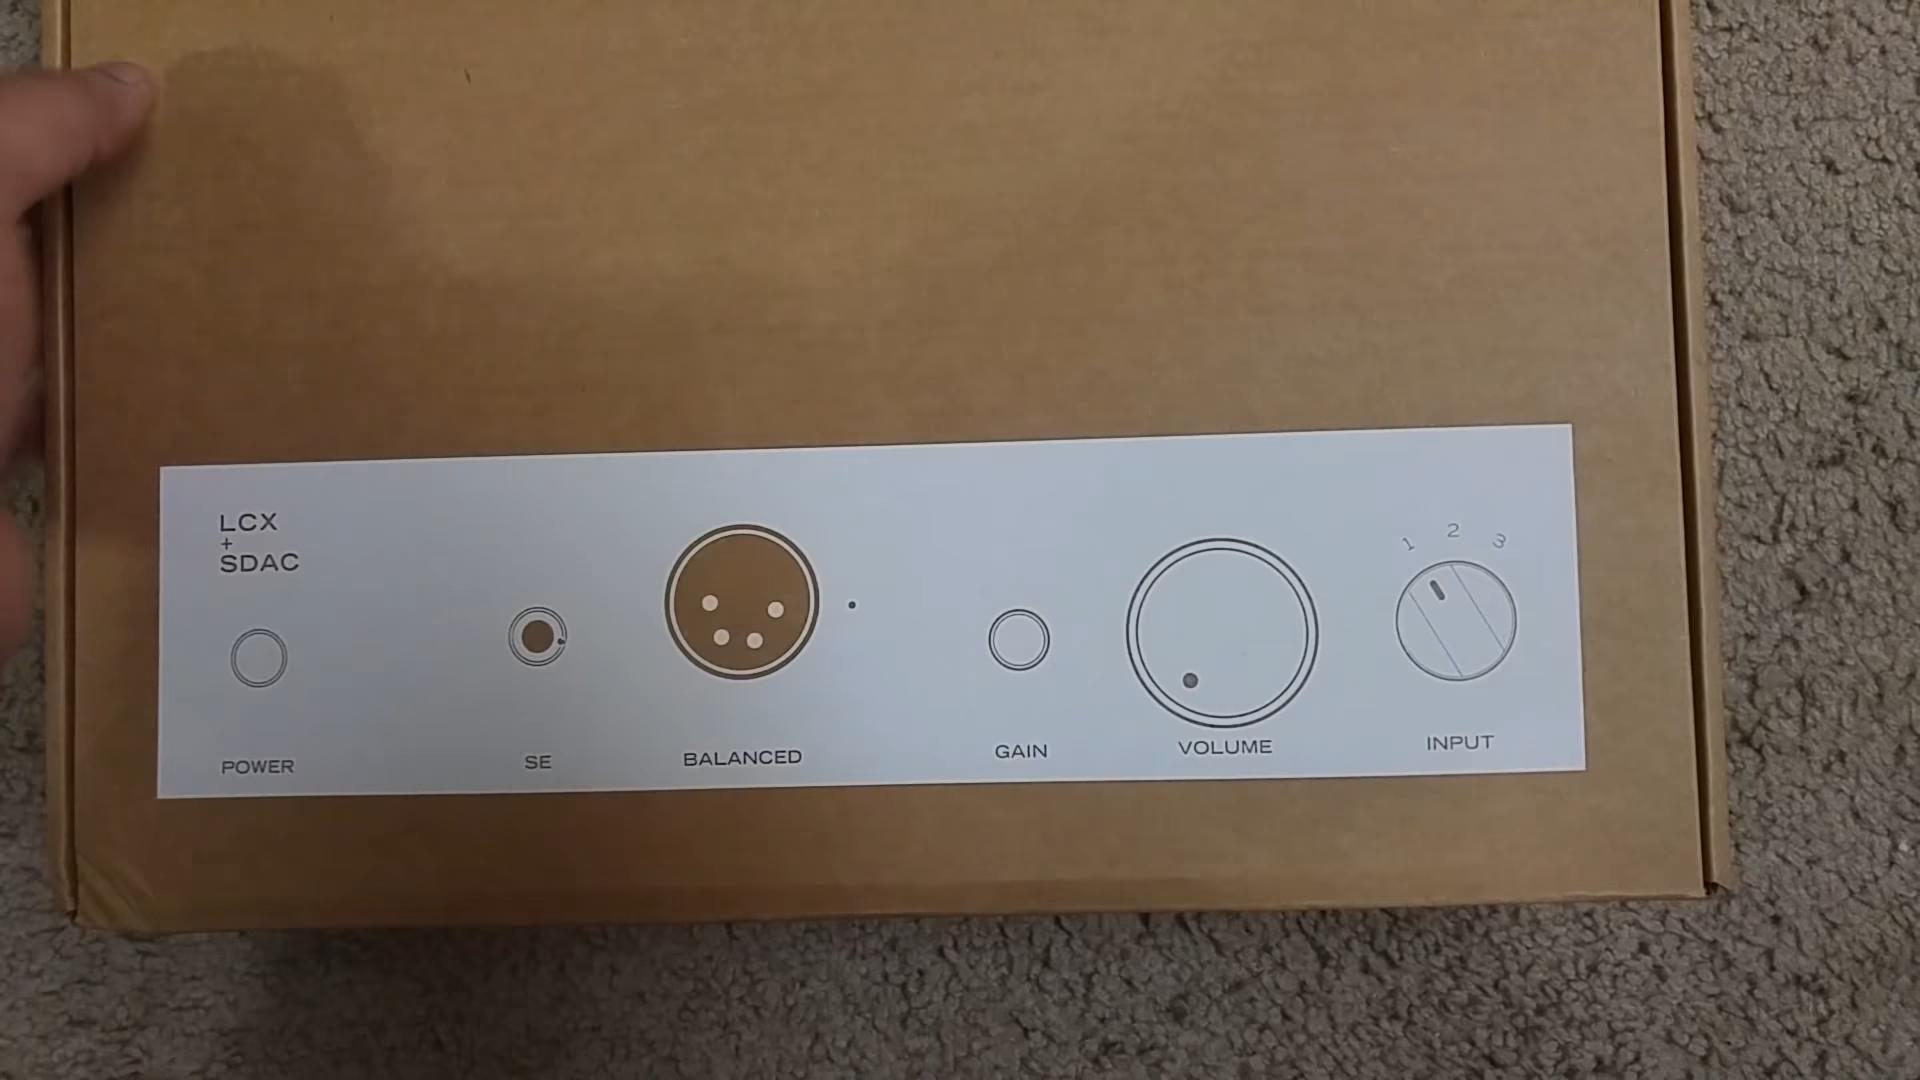 LCX
+
SDAC
1 2 3
POWER
SE
BALANCED
GAIN
VOLUME
INPUT